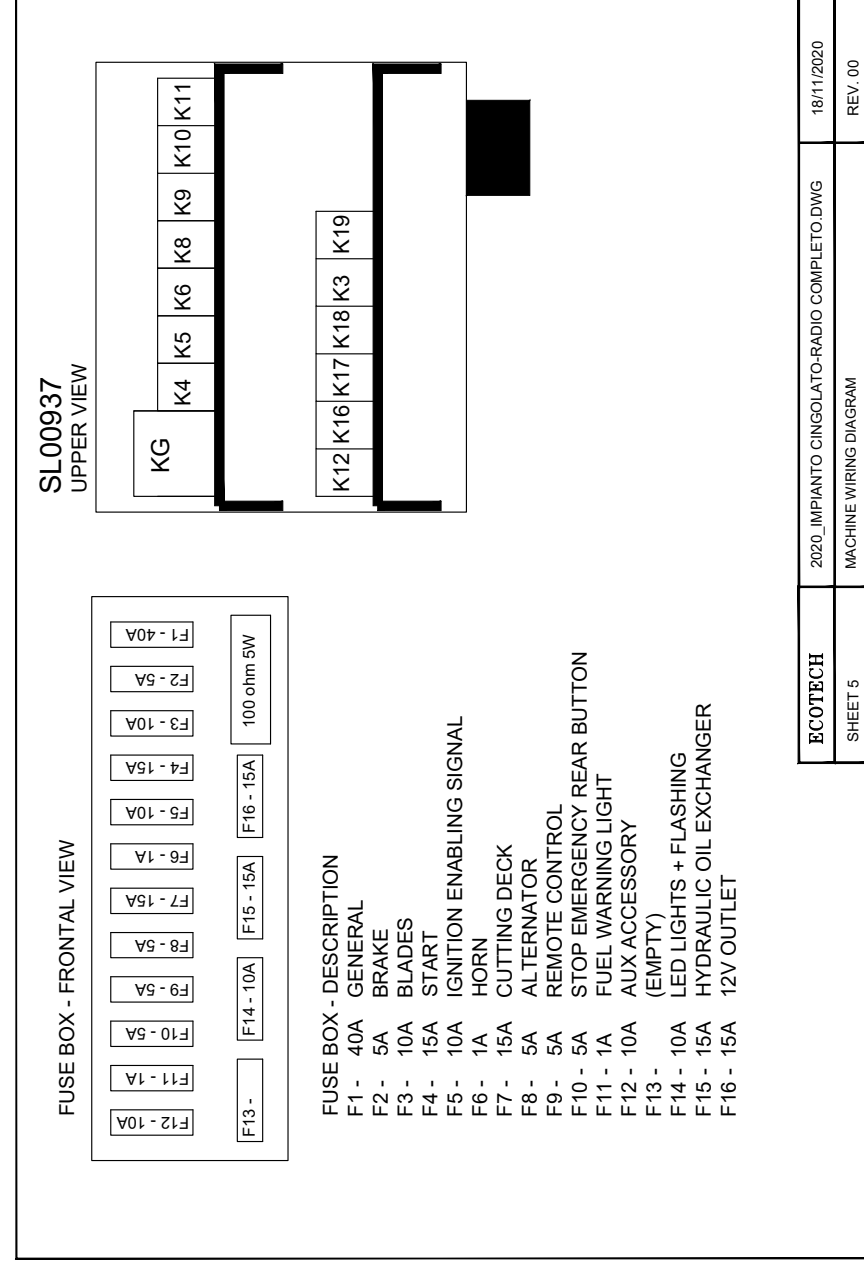 FUSE BOX - FRONTAL VIEW
F12 - 10A
F11 - 1A
F10 - 5A
F9 - 5A
F8 - 5A
F7 - 15A
F6 - 1A
F5 - 10A
F4 - 15A
F3 - 10A
F2 - 5A
F1 - 40A
F13 -
F14 - 10A
F15 - 15A
F16 - 15A
100 ohm 5W
FUSE BOX - DESCRIPTION
F1 - 40A GENERAL
F2 - 5A BRAKE
F3 - 10A BLADES
F4 - 15A START
F5 - 10A IGNITION ENABLING SIGNAL
F6 - 1A HORN
F7 - 15A CUTTING DECK
F8 - 5A ALTERNATOR
F9 - 5A REMOTE CONTROL
F10 - 5A STOP EMERGENCY REAR BUTTON
F11 - 1A FUEL WARNING LIGHT
F12 - 10A AUX ACCESSORY
F13 - (EMPTY)
F14 - 10A LED LIGHTS + FLASHING
F15 - 15A HYDRAULIC OIL EXCHANGER
F16 - 15A 12V OUTLET
SL00937
UPPER VIEW
KG K4 K5 K6 K8 K9 K10 K11
K12 K16 K17 K18 K3 K19
ECOTECH 2020_IMPIANTO CINGOLATO-RADIO COMPLETO.DWG 18/11/2020
SHEET 5 MACHINE WIRING DIAGRAM REV. 00